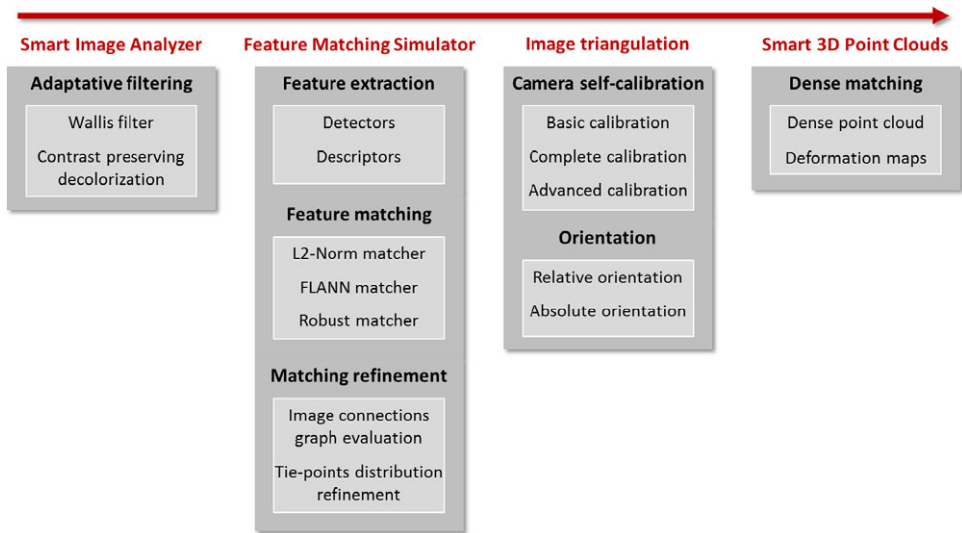 Smart Image Analyzer
Adaptative filtering
Wallis filter
Contrast preserving
decolorization
Feature Matching Simulator
Feature extraction
Detectors
Descriptors
Feature matching
L2-Norm matcher
FLANN matcher
Robust matcher
Matching refinement
Image connections
graph evaluation
Tie-points distribution
refinement
Image triangulation
Camera self-calibration
Basic calibration
Complete calibration
Advanced calibration
Orientation
Relative orientation
Absolute orientation
Smart 3D Point Clouds
Dense matching
Dense point cloud
Deformation maps